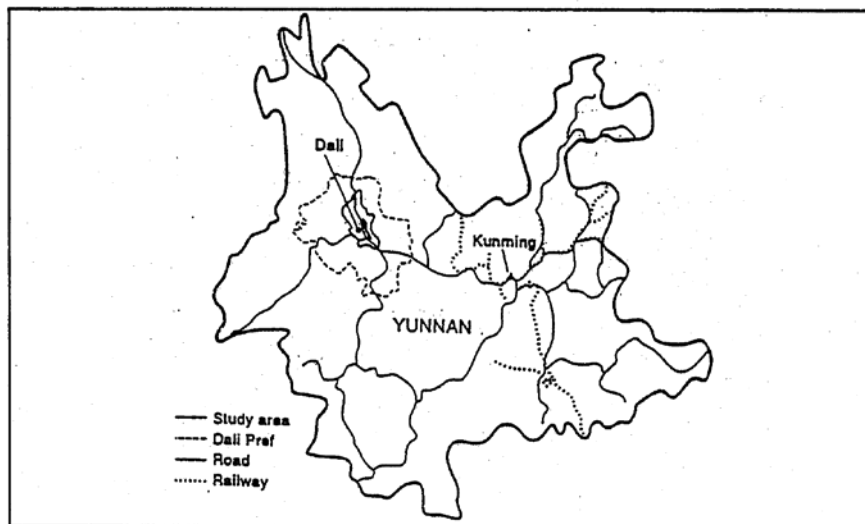 Dali
Kunming
YUNNAN
Study area
Dali Pref
Road
Railway